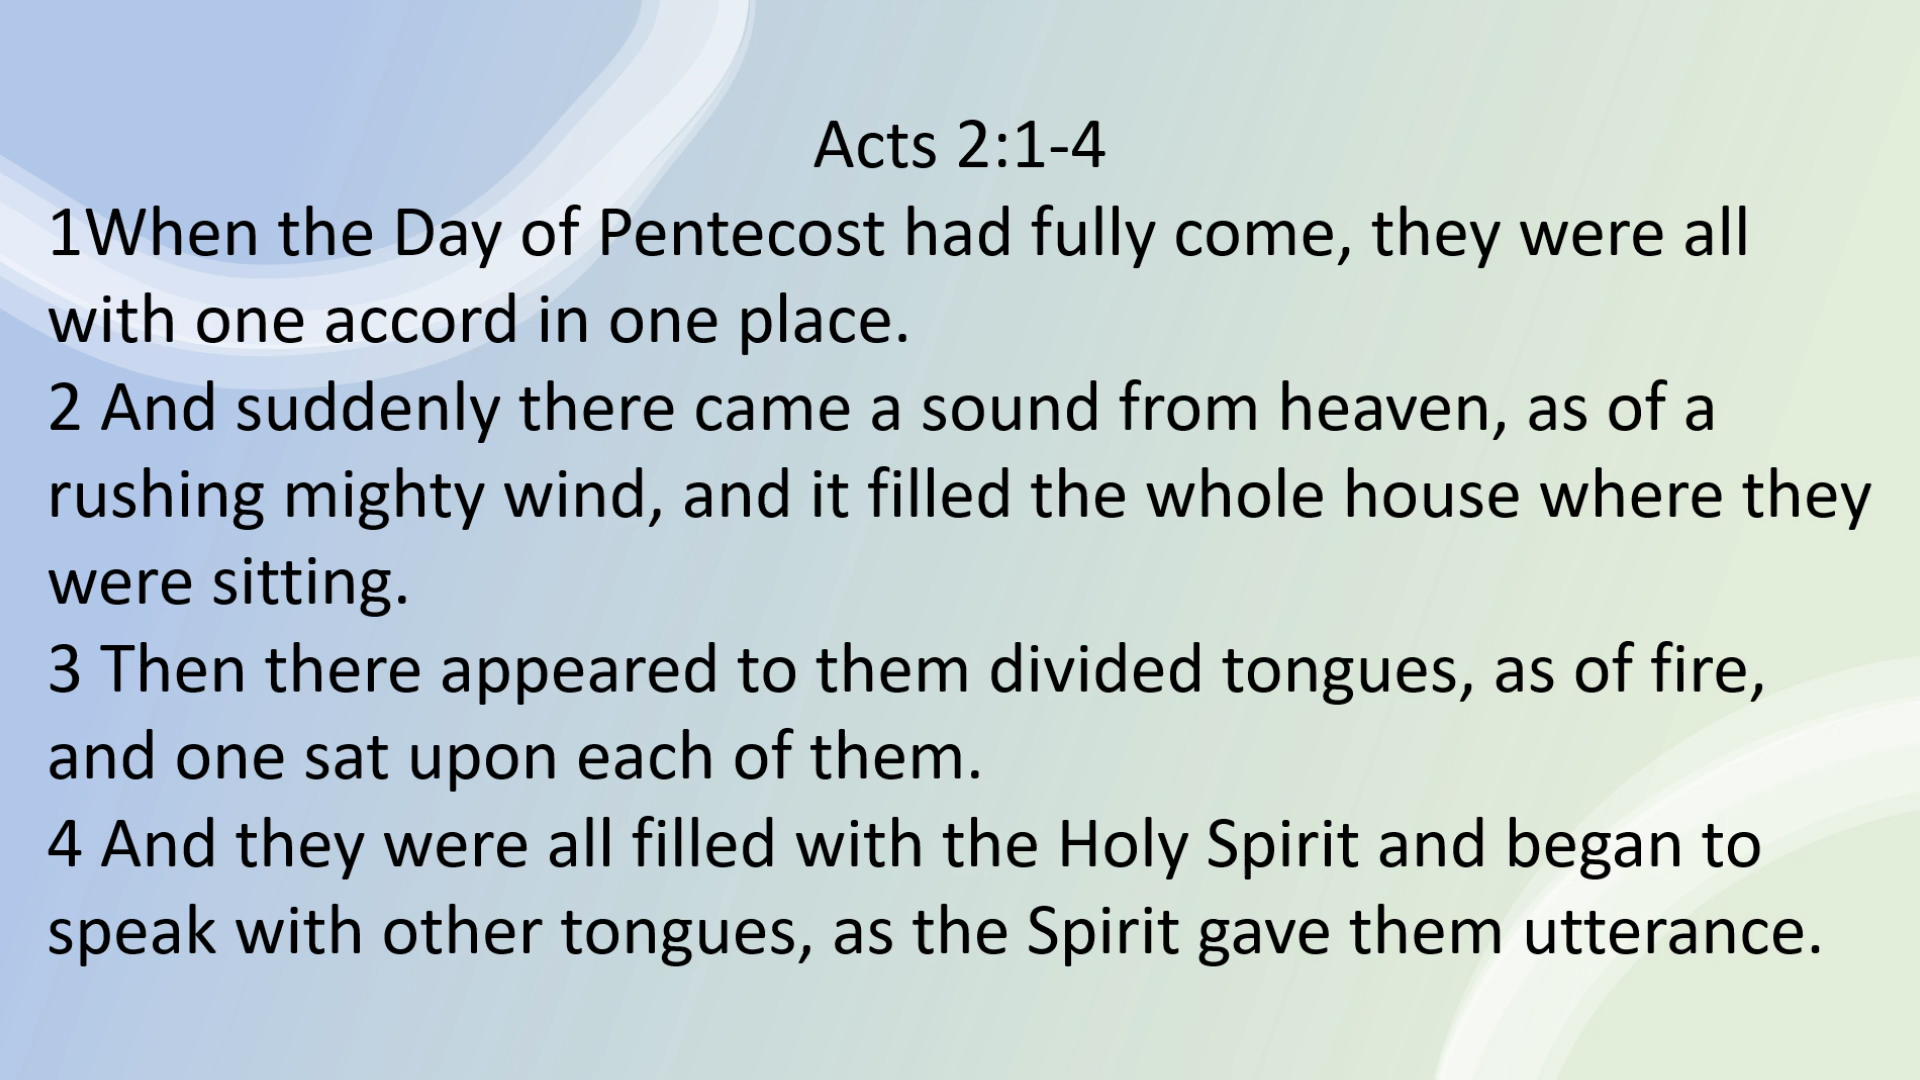 Acts 2:1-4
1When the Day of Pentecost had fully come, they were all
with one accord in one place.
2 And suddenly there came a sound from heaven, as of a
rushing mighty wind, and it filled the whole house where they
were sitting.
3 Then there appeared to them divided tongues, as of fire,
and one sat upon each of them.
4 And they were all filled with the Holy Spirit and began to
speak with other tongues, as the Spirit gave them utterance.